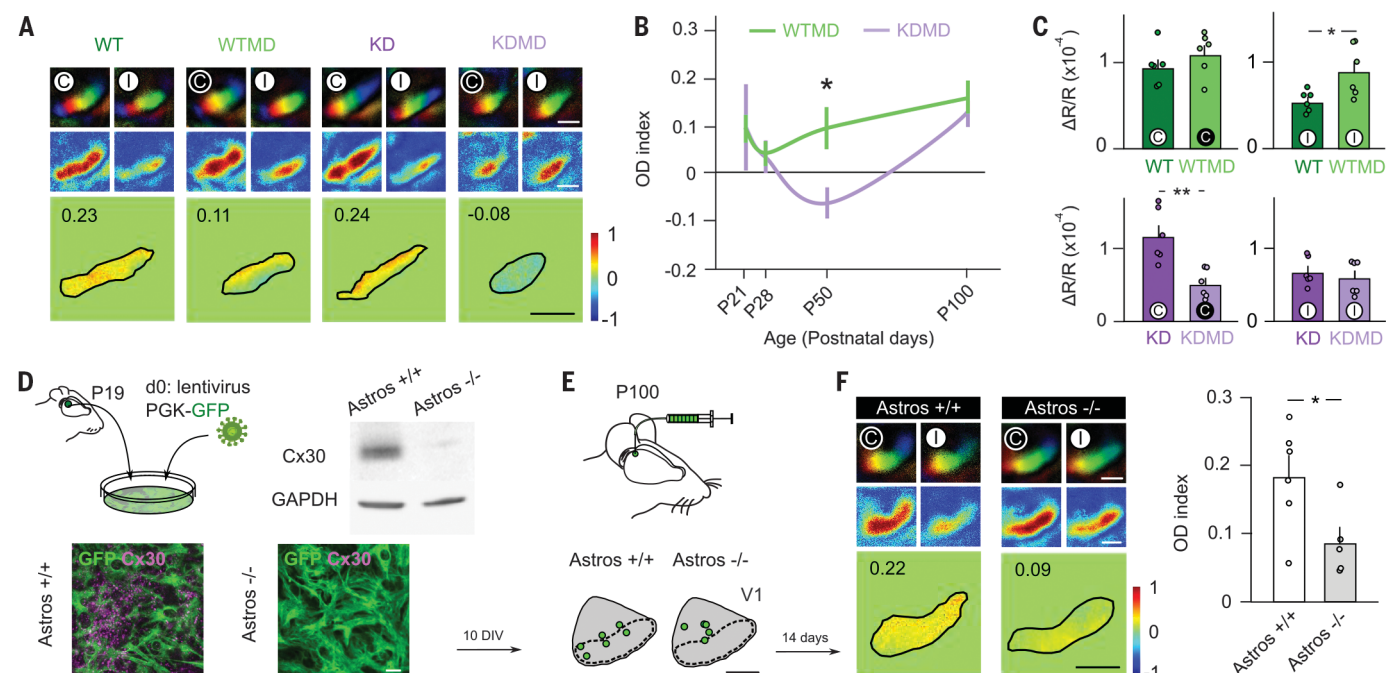 A
WT
WTMD
KD
KDMD
C
I
C
I
C
I
C
I
0.23
0.11
0.24
-0.08
1
0
-1
B
WTMD
KDMD
0.3
0.2
0.1
0
-0.1
-0.2
*
OD index
P21
P28
P50
P100
Age (Postnatal days)
C
ΔR/R (x10⁻⁴)
1
0
C
C
WT WTMD
1
0
- * -
I
I
WT WTMD
ΔR/R (x10⁻⁴)
1
0
- ** -
C
C
KD KDMD
1
0
I
I
KD KDMD
D
P19
d0: lentivirus
PGK-GFP
Astros +/+
Astros -/-
Cx30
GAPDH
Astros +/+
GFP Cx30
Astros -/-
GFP Cx30
10 DIV
E
P100
Astros +/+
Astros -/-
V1
14 days
F
Astros +/+
Astros -/-
C
I
C
I
0.22
0.09
1
0
-1
OD index
0.3
0.2
0.1
0
*
Astros +/+
Astros -/-